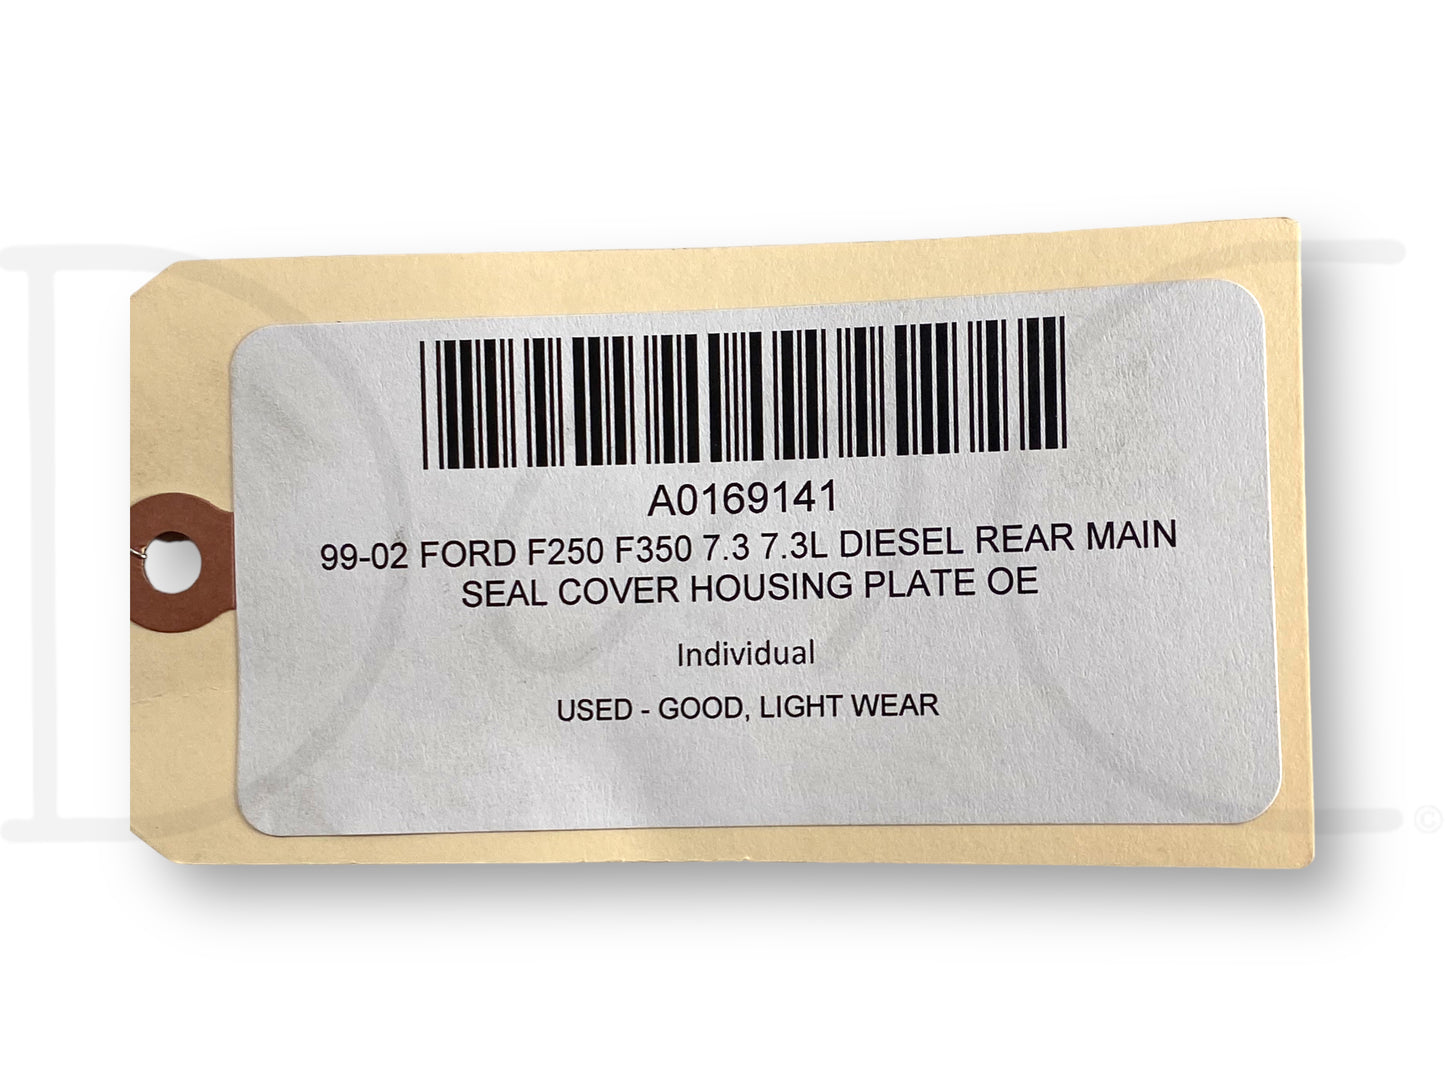 A0169141
99-02 FORD F250 F350 7.3 7.3L DIESEL REAR MAIN
SEAL COVER HOUSING PLATE OE
Individual
USED - GOOD, LIGHT WEAR
©